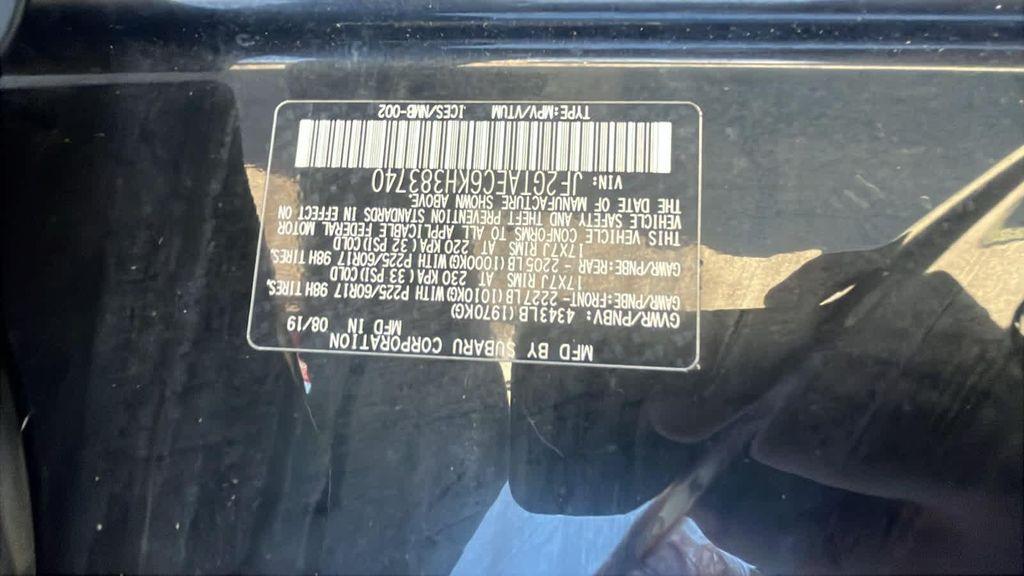 MFD BY SUBARU CORPORATION
MFD IN 08/19
GVWR/PNBV: 4343LB(1970KG)
GAWR/PNBE:FRONT- 2227LB(1010KG)WITH P225/60R17 98H TIRES,
17X7J RIMS AT 230 KPA( 33 PSI)COLD
GAWR/PNBE:REAR - 2205LB(1000KG)WITH P225/60R17 98H TIRES,
17X7J RIMS AT 220 KPA( 32 PSI)COLD
THIS VEHICLE CONFORMS TO ALL APPLICABLE FEDERAL MOTOR
VEHICLE SAFETY AND THEFT PREVENTION STANDARDS IN EFFECT ON
THE DATE OF MANUFACTURE SHOWN ABOVE.
VIN: JF2GTAEC6KH383740
TYPE:MPV/VTUM ICES/NMB-002